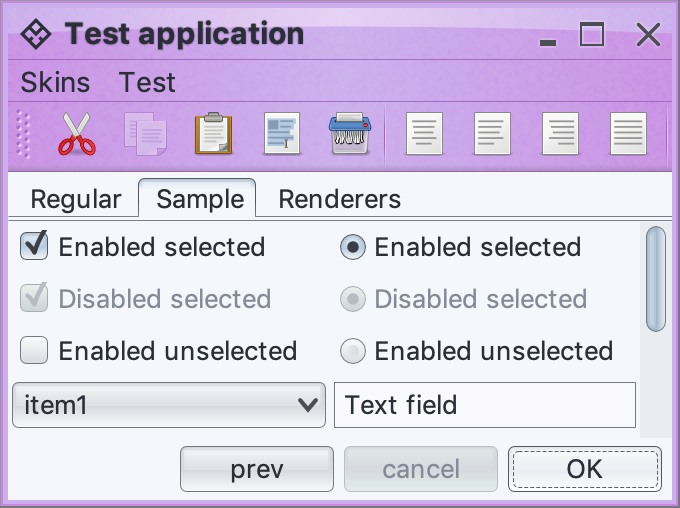 Test application
Skins Test
Regular Sample Renderers
Enabled selected Enabled selected
Disabled selected Disabled selected
Enabled unselected Enabled unselected
item1 Text field
prev cancel OK